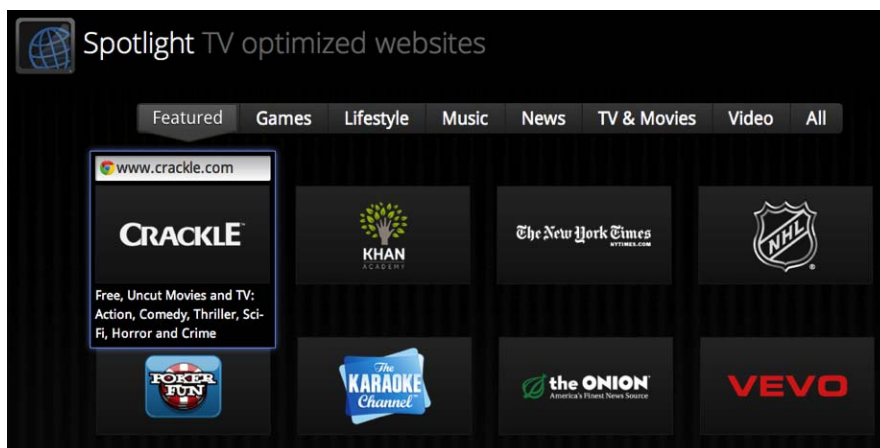 Spotlight TV optimized websites
Featured Games Lifestyle Music News TV & Movies Video All
www.crackle.com
CRACKLE
KHAN
ACADEMY
The New York Times
NYTIMES.COM
NHL
Free, Uncut Movies and TV:
Action, Comedy, Thriller, Sci-
Fi, Horror and Crime
POKER
FUN
The
KARAOKE
Channel
the ONION
America's Finest News Source
VEVO